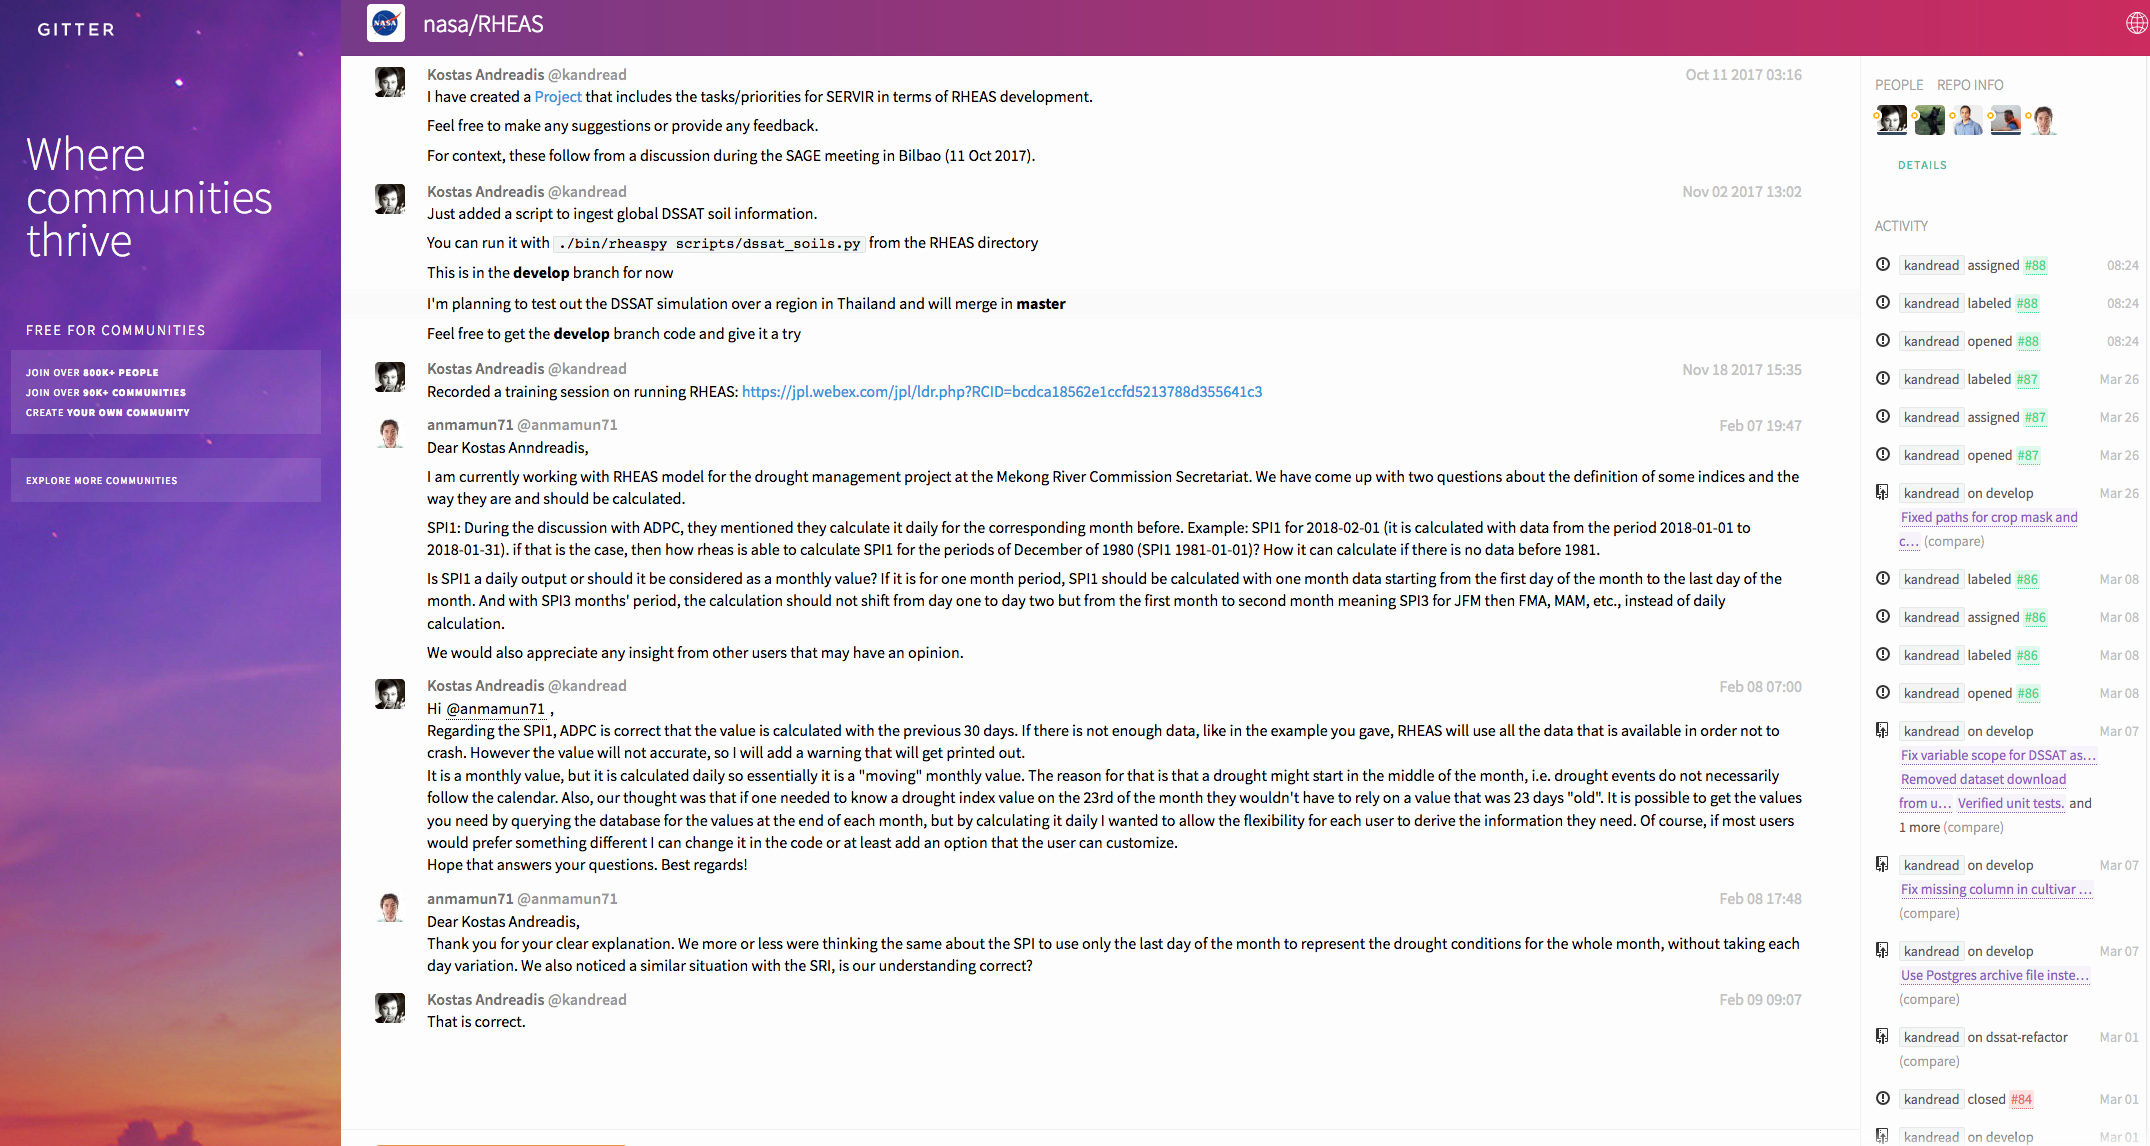 GITTER
Where
communities
thrive
FREE FOR COMMUNITIES
JOIN OVER 800K+ PEOPLE
JOIN OVER 90K+ COMMUNITIES
CREATE YOUR OWN COMMUNITY
EXPLORE MORE COMMUNITIES
NASA
nasa/RHEAS
Kostas Andreadis @kandread Oct 11 2017 03:16
I have created a Project that includes the tasks/priorities for SERVIR in terms of RHEAS development.
Feel free to make any suggestions or provide any feedback.
For context, these follow from a discussion during the SAGE meeting in Bilbao (11 Oct 2017).
Kostas Andreadis @kandread Nov 02 2017 13:02
Just added a script to ingest global DSSAT soil information.
You can run it with ./bin/rheaspy scripts/dssat_soils.py from the RHEAS directory
This is in the develop branch for now
I'm planning to test out the DSSAT simulation over a region in Thailand and will merge in master
Feel free to get the develop branch code and give it a try
Kostas Andreadis @kandread Nov 18 2017 15:35
Recorded a training session on running RHEAS: https://jpl.webex.com/jpl/ldr.php?RCID=bcdca18562e1ccfd5213788d355641c3
anmamun71 @anmamun71 Feb 07 19:47
Dear Kostas Anndreadis,
I am currently working with RHEAS model for the drought management project at the Mekong River Commission Secretariat. We have come up with two questions about the definition of some indices and the
way they are and should be calculated.
SPI1: During the discussion with ADPC, they mentioned they calculate it daily for the corresponding month before. Example: SPI1 for 2018-02-01 (it is calculated with data from the period 2018-01-01 to
2018-01-31). if that is the case, then how rheas is able to calculate SPI1 for the periods of December of 1980 (SPI1 1981-01-01)? How it can calculate if there is no data before 1981.
Is SPI1 a daily output or should it be considered as a monthly value? If it is for one month period, SPI1 should be calculated with one month data starting from the first day of the month to the last day of the
month. And with SPI3 months' period, the calculation should not shift from day one to day two but from the first month to second month meaning SPI3 for JFM then FMA, MAM, etc., instead of daily
calculation.
We would also appreciate any insight from other users that may have an opinion.
Kostas Andreadis @kandread Feb 08 07:00
Hi @anmamun71 ,
Regarding the SPI1, ADPC is correct that the value is calculated with the previous 30 days. If there is not enough data, like in the example you gave, RHEAS will use all the data that is available in order not to
crash. However the value will not accurate, so I will add a warning that will get printed out.
It is a monthly value, but it is calculated daily so essentially it is a "moving" monthly value. The reason for that is that a drought might start in the middle of the month, i.e. drought events do not necessarily
follow the calendar. Also, our thought was that if one needed to know a drought index value on the 23rd of the month they wouldn't have to rely on a value that was 23 days "old". It is possible to get the values
you need by querying the database for the values at the end of each month, but by calculating it daily I wanted to allow the flexibility for each user to derive the information they need. Of course, if most users
would prefer something different I can change it in the code or at least add an option that the user can customize.
Hope that answers your questions. Best regards!
anmamun71 @anmamun71 Feb 08 17:48
Dear Kostas Andreadis,
Thank you for your clear explanation. We more or less were thinking the same about the SPI to use only the last day of the month to represent the drought conditions for the whole month, without taking each
day variation. We also noticed a similar situation with the SRI, is our understanding correct?
Kostas Andreadis @kandread Feb 09 09:07
That is correct.
PEOPLE REPO INFO
DETAILS
ACTIVITY
kandread assigned #88 08:24
kandread labeled #88 08:24
kandread opened #88 08:24
kandread labeled #87 Mar 26
kandread assigned #87 Mar 26
kandread opened #87 Mar 26
kandread on develop Mar 26
Fixed paths for crop mask and
c… (compare)
kandread labeled #86 Mar 08
kandread assigned #86 Mar 08
kandread labeled #86 Mar 08
kandread opened #86 Mar 08
kandread on develop Mar 07
Fix variable scope for DSSAT as…
Removed dataset download
from u… Verified unit tests. and
1 more (compare)
kandread on develop Mar 07
Fix missing column in cultivar …
(compare)
kandread on develop Mar 07
Use Postgres archive file inste…
(compare)
kandread on dssat-refactor Mar 01
(compare)
kandread closed #84 Mar 01
kandread on develop Mar 01